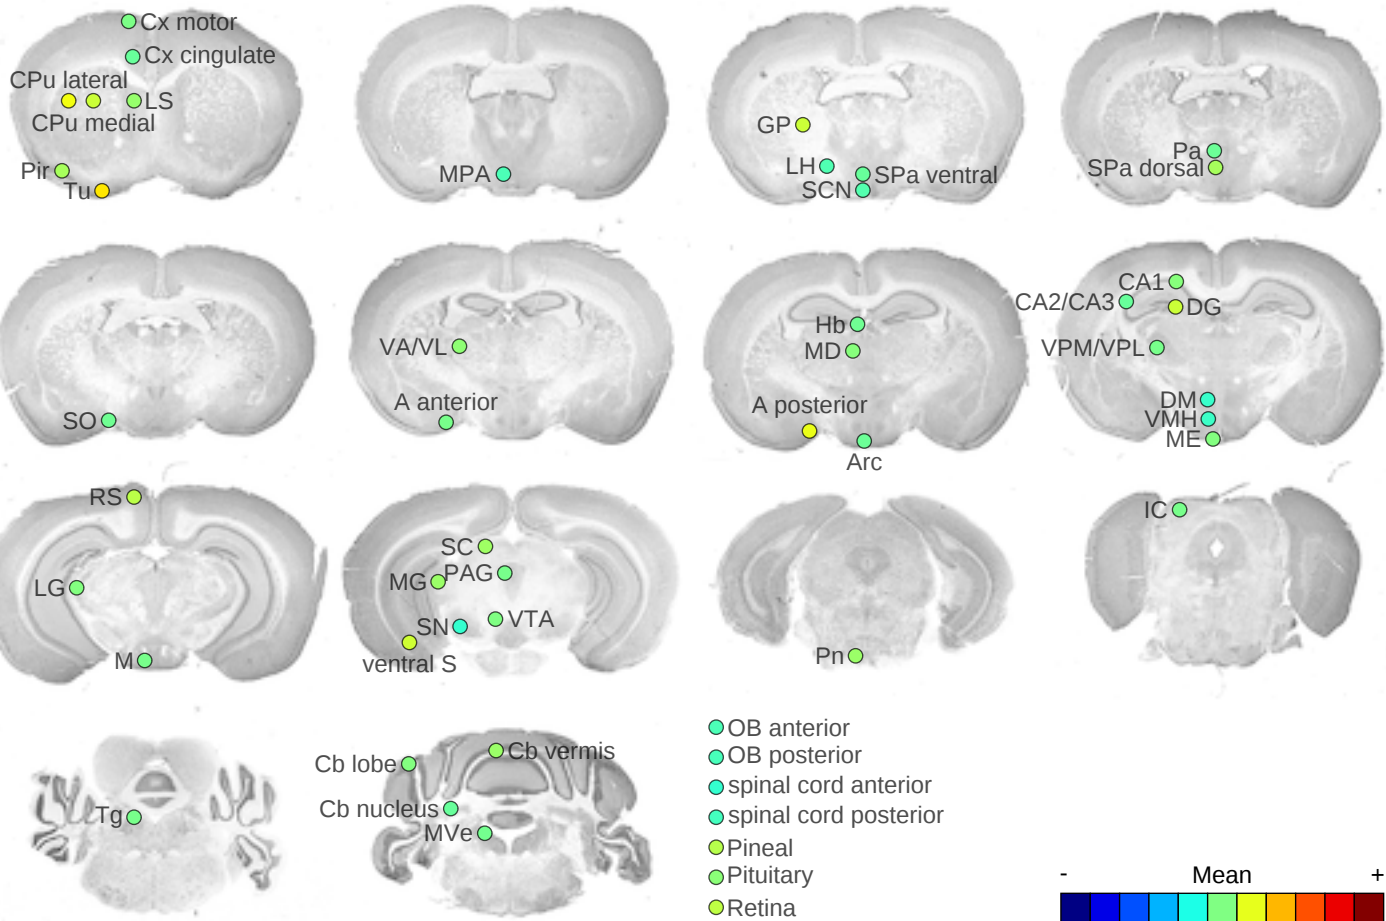 Cx motor
Cx cingulate
CPu lateral
LS
CPu medial
Pir
Tu
MPA
GP
LH
SPa ventral
SCN
Pa
SPa dorsal
SO
VA/VL
A anterior
Hb
MD
A posterior
Arc
CA1
CA2/CA3
DG
VPM/VPL
DM
VMH
ME
RS
LG
M
SC
PAG
MG
VTA
SN
ventral S
Pn
IC
Tg
Cb vermis
Cb lobe
Cb nucleus
MVe
OB anterior
OB posterior
spinal cord anterior
spinal cord posterior
Pineal
Pituitary
Retina
- Mean +